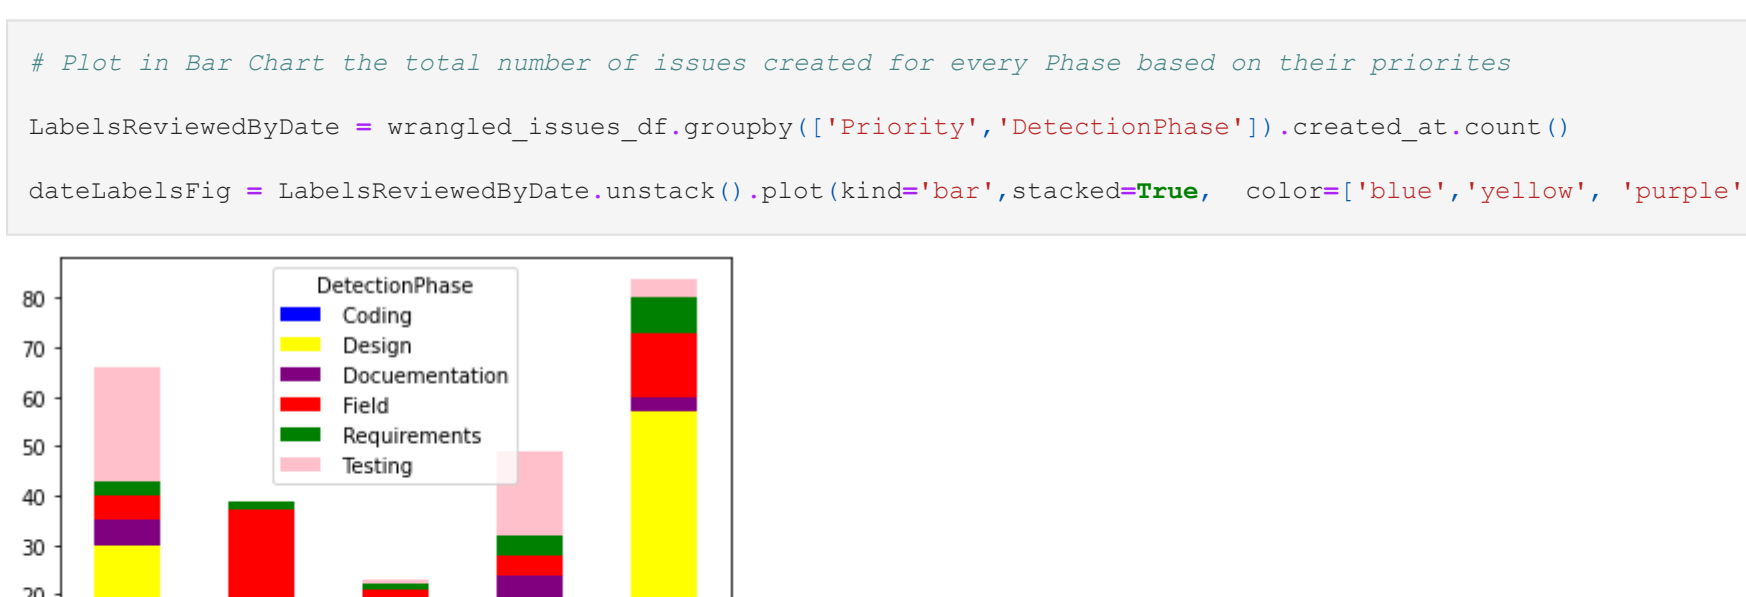 # Plot in Bar Chart the total number of issues created for every Phase based on their priorites
LabelsReviewedByDate = wrangled_issues_df.groupby(['Priority','DetectionPhase']).created_at.count()
dateLabelsFig = LabelsReviewedByDate.unstack().plot(kind='bar',stacked=True,  color=['blue','yellow', 'purple'
DetectionPhase
Coding
Design
Docuementation
Field
Requirements
Testing
80
70
60
50
40
30
20